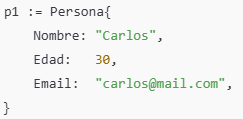 p1 := Persona{
    Nombre: "Carlos",
    Edad:   30,
    Email:  "carlos@mail.com",
}